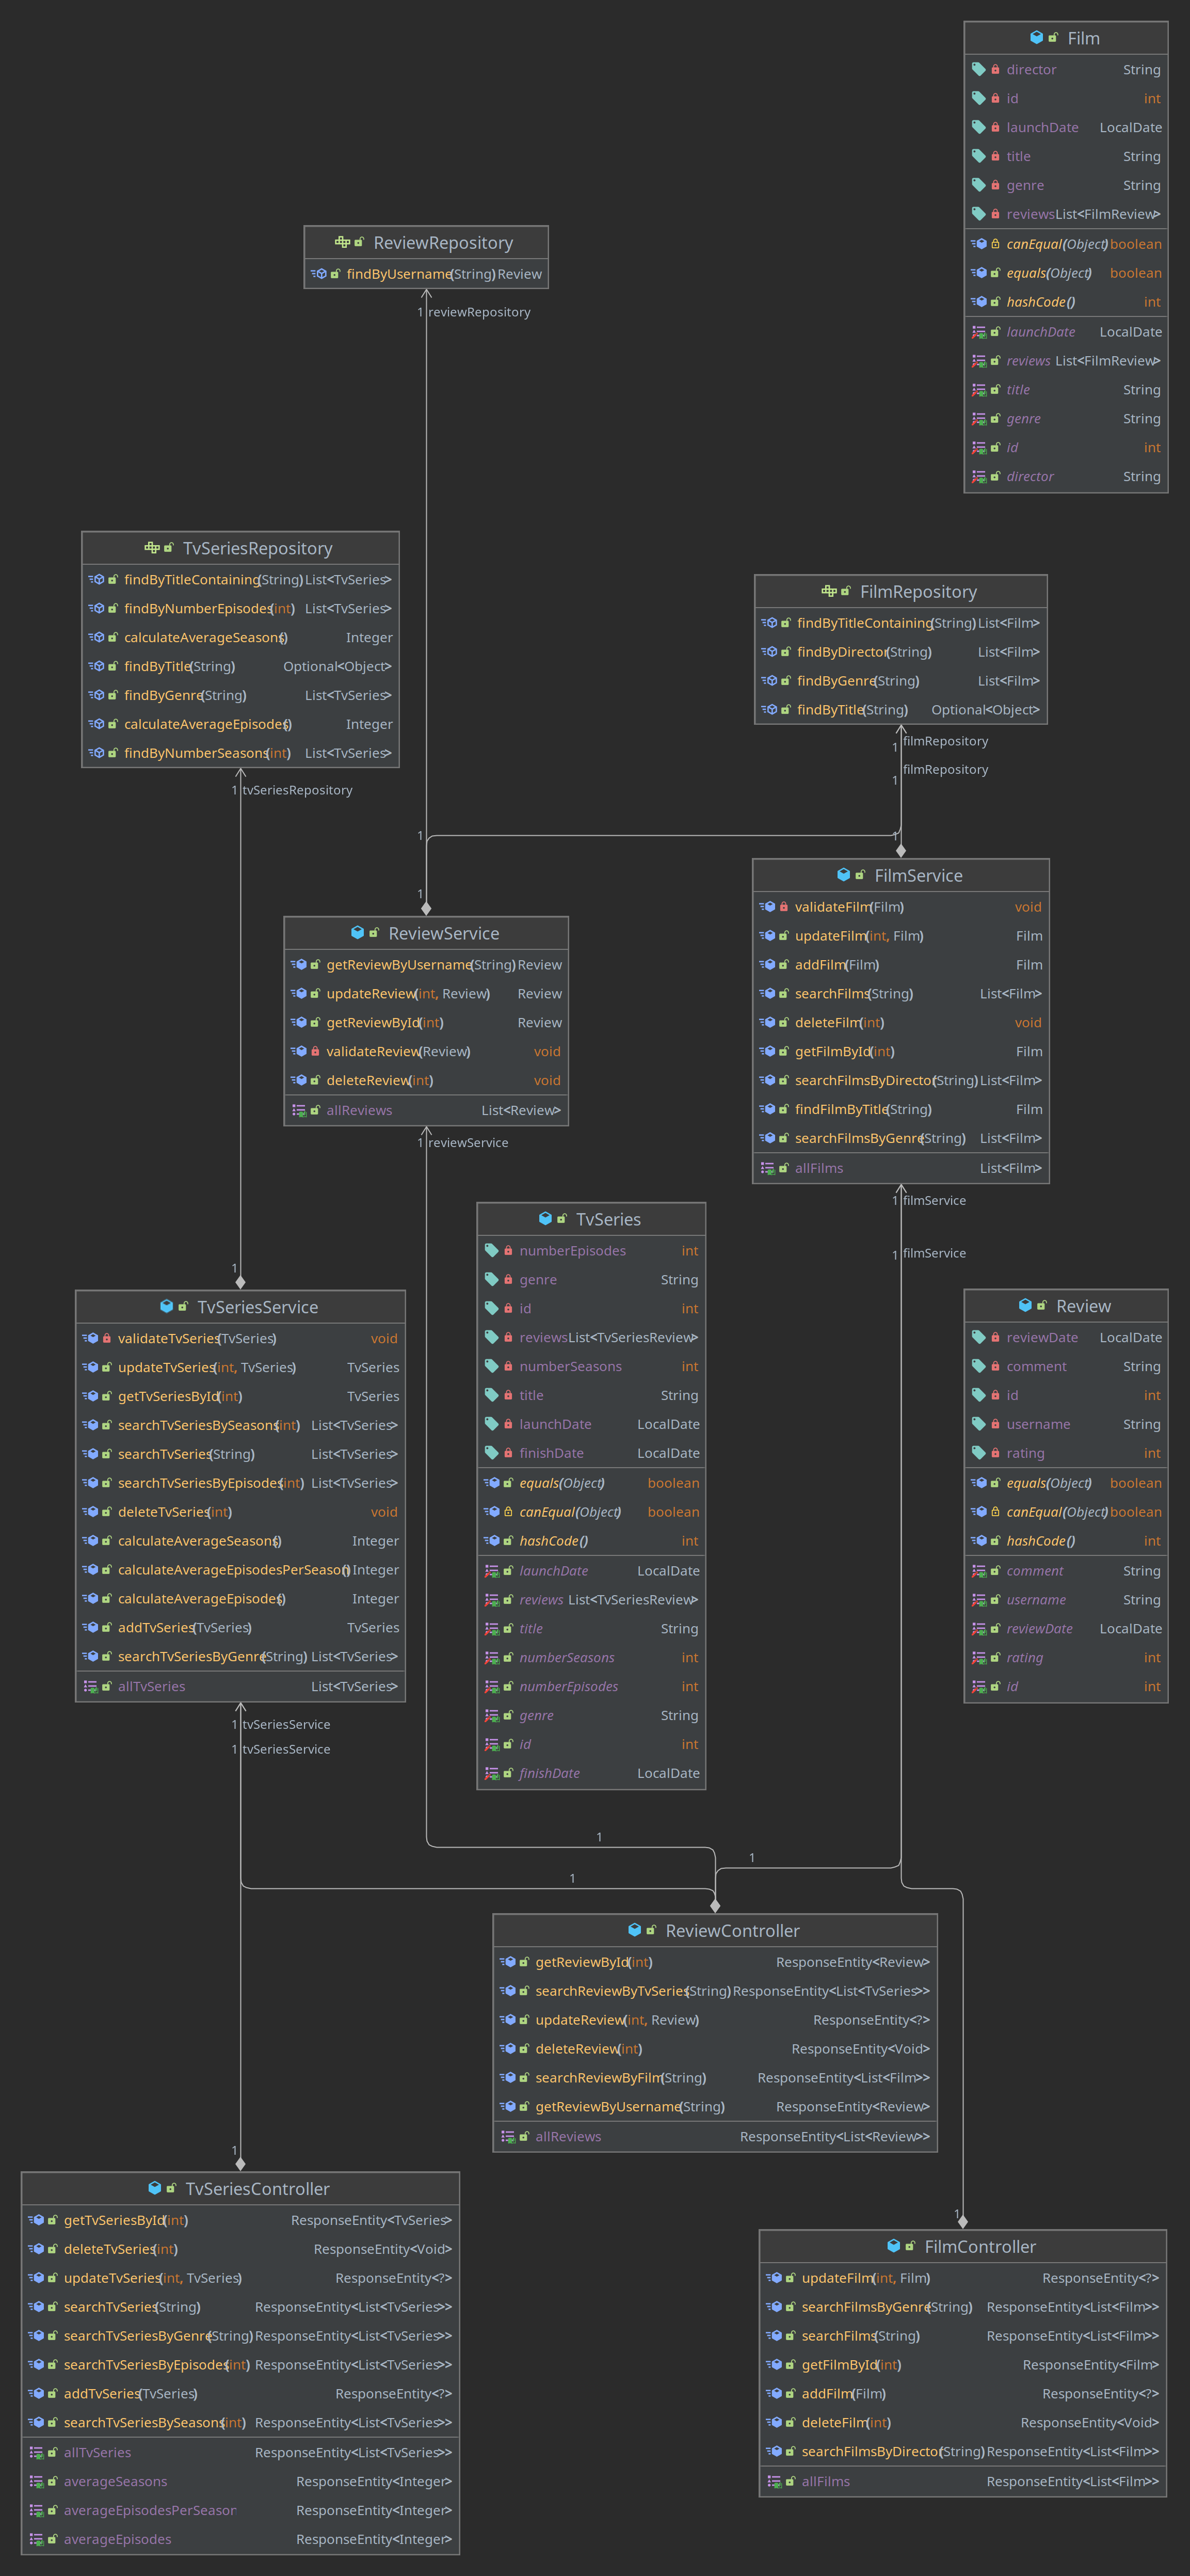 Film
director String
id int
launchDate LocalDate
title String
genre String
reviews List<FilmReview>
canEqual(Object) boolean
equals(Object) boolean
hashCode() int
launchDate LocalDate
reviews List<FilmReview>
title String
genre String
id int
director String
ReviewRepository
findByUsername(String) Review
1 reviewRepository
TvSeriesRepository
findByTitleContaining(String) List<TvSeries>
findByNumberEpisodes(int) List<TvSeries>
calculateAverageSeasons() Integer
findByTitle(String) Optional<Object>
findByGenre(String) List<TvSeries>
calculateAverageEpisodes() Integer
findByNumberSeasons(int) List<TvSeries>
1 tvSeriesRepository
FilmRepository
findByTitleContaining(String) List<Film>
findByDirector(String) List<Film>
findByGenre(String) List<Film>
findByTitle(String) Optional<Object>
1 filmRepository
1 filmRepository
1
1
1
FilmService
validateFilm(Film) void
updateFilm(int, Film) Film
addFilm(Film) Film
searchFilms(String) List<Film>
deleteFilm(int) void
getFilmById(int) Film
searchFilmsByDirector(String) List<Film>
findFilmByTitle(String) Film
searchFilmsByGenre(String) List<Film>
allFilms List<Film>
1 filmService
1 filmService
ReviewService
getReviewByUsername(String) Review
updateReview(int, Review) Review
getReviewById(int) Review
validateReview(Review) void
deleteReview(int) void
allReviews List<Review>
1 reviewService
TvSeries
numberEpisodes int
genre String
id int
reviews List<TvSeriesReview>
numberSeasons int
title String
launchDate LocalDate
finishDate LocalDate
equals(Object) boolean
canEqual(Object) boolean
hashCode() int
launchDate LocalDate
reviews List<TvSeriesReview>
title String
numberSeasons int
numberEpisodes int
genre String
id int
finishDate LocalDate
1
TvSeriesService
validateTvSeries(TvSeries) void
updateTvSeries(int, TvSeries) TvSeries
getTvSeriesById(int) TvSeries
searchTvSeriesBySeasons(int) List<TvSeries>
searchTvSeries(String) List<TvSeries>
searchTvSeriesByEpisodes(int) List<TvSeries>
deleteTvSeries(int) void
calculateAverageSeasons() Integer
calculateAverageEpisodesPerSeason() Integer
calculateAverageEpisodes() Integer
addTvSeries(TvSeries) TvSeries
searchTvSeriesByGenre(String) List<TvSeries>
allTvSeries List<TvSeries>
1 tvSeriesService
1 tvSeriesService
Review
reviewDate LocalDate
comment String
id int
username String
rating int
equals(Object) boolean
canEqual(Object) boolean
hashCode() int
comment String
username String
reviewDate LocalDate
rating int
id int
1
1
1
ReviewController
getReviewById(int) ResponseEntity<Review>
searchReviewByTvSeries(String) ResponseEntity<List<TvSeries>>
updateReview(int, Review) ResponseEntity<?>
deleteReview(int) ResponseEntity<Void>
searchReviewByFilm(String) ResponseEntity<List<Film>>
getReviewByUsername(String) ResponseEntity<Review>
allReviews ResponseEntity<List<Review>>
1
TvSeriesController
getTvSeriesById(int) ResponseEntity<TvSeries>
deleteTvSeries(int) ResponseEntity<Void>
updateTvSeries(int, TvSeries) ResponseEntity<?>
searchTvSeries(String) ResponseEntity<List<TvSeries>>
searchTvSeriesByGenre(String) ResponseEntity<List<TvSeries>>
searchTvSeriesByEpisodes(int) ResponseEntity<List<TvSeries>>
addTvSeries(TvSeries) ResponseEntity<?>
searchTvSeriesBySeasons(int) ResponseEntity<List<TvSeries>>
allTvSeries ResponseEntity<List<TvSeries>>
averageSeasons ResponseEntity<Integer>
averageEpisodesPerSeason ResponseEntity<Integer>
averageEpisodes ResponseEntity<Integer>
1
FilmController
updateFilm(int, Film) ResponseEntity<?>
searchFilmsByGenre(String) ResponseEntity<List<Film>>
searchFilms(String) ResponseEntity<List<Film>>
getFilmById(int) ResponseEntity<Film>
addFilm(Film) ResponseEntity<?>
deleteFilm(int) ResponseEntity<Void>
searchFilmsByDirector(String) ResponseEntity<List<Film>>
allFilms ResponseEntity<List<Film>>